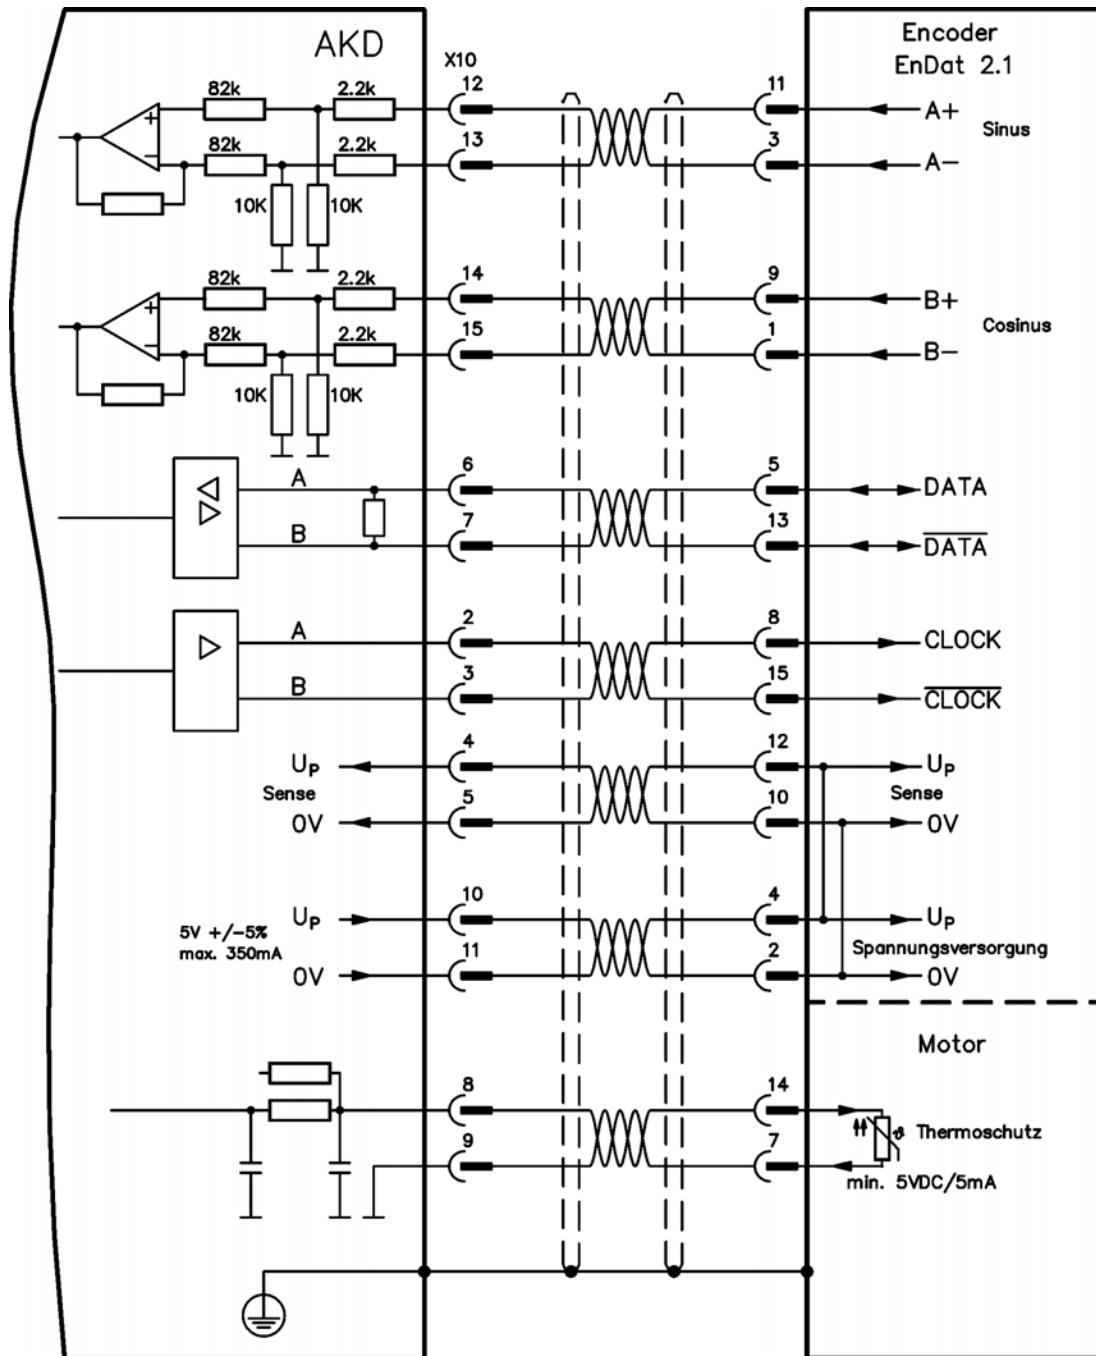 AKD
X10
Encoder
EnDat 2.1
82k
2.2k
12
11
A+
+
Sinus
82k
2.2k
13
3
A-
-
10K
10K
82k
2.2k
14
9
B+
+
Cosinus
82k
2.2k
15
1
B-
-
10K
10K
A
6
5
DATA
B
7
13
DATA
A
2
8
CLOCK
B
3
15
CLOCK
UP
4
12
UP
Sense
Sense
0V
5
10
0V
UP
10
4
UP
5V +/-5%
max. 350mA
Spannungsversorgung
0V
11
2
0V
Motor
8
14
ϑ
Thermoschutz
9
7
min. 5VDC/5mA